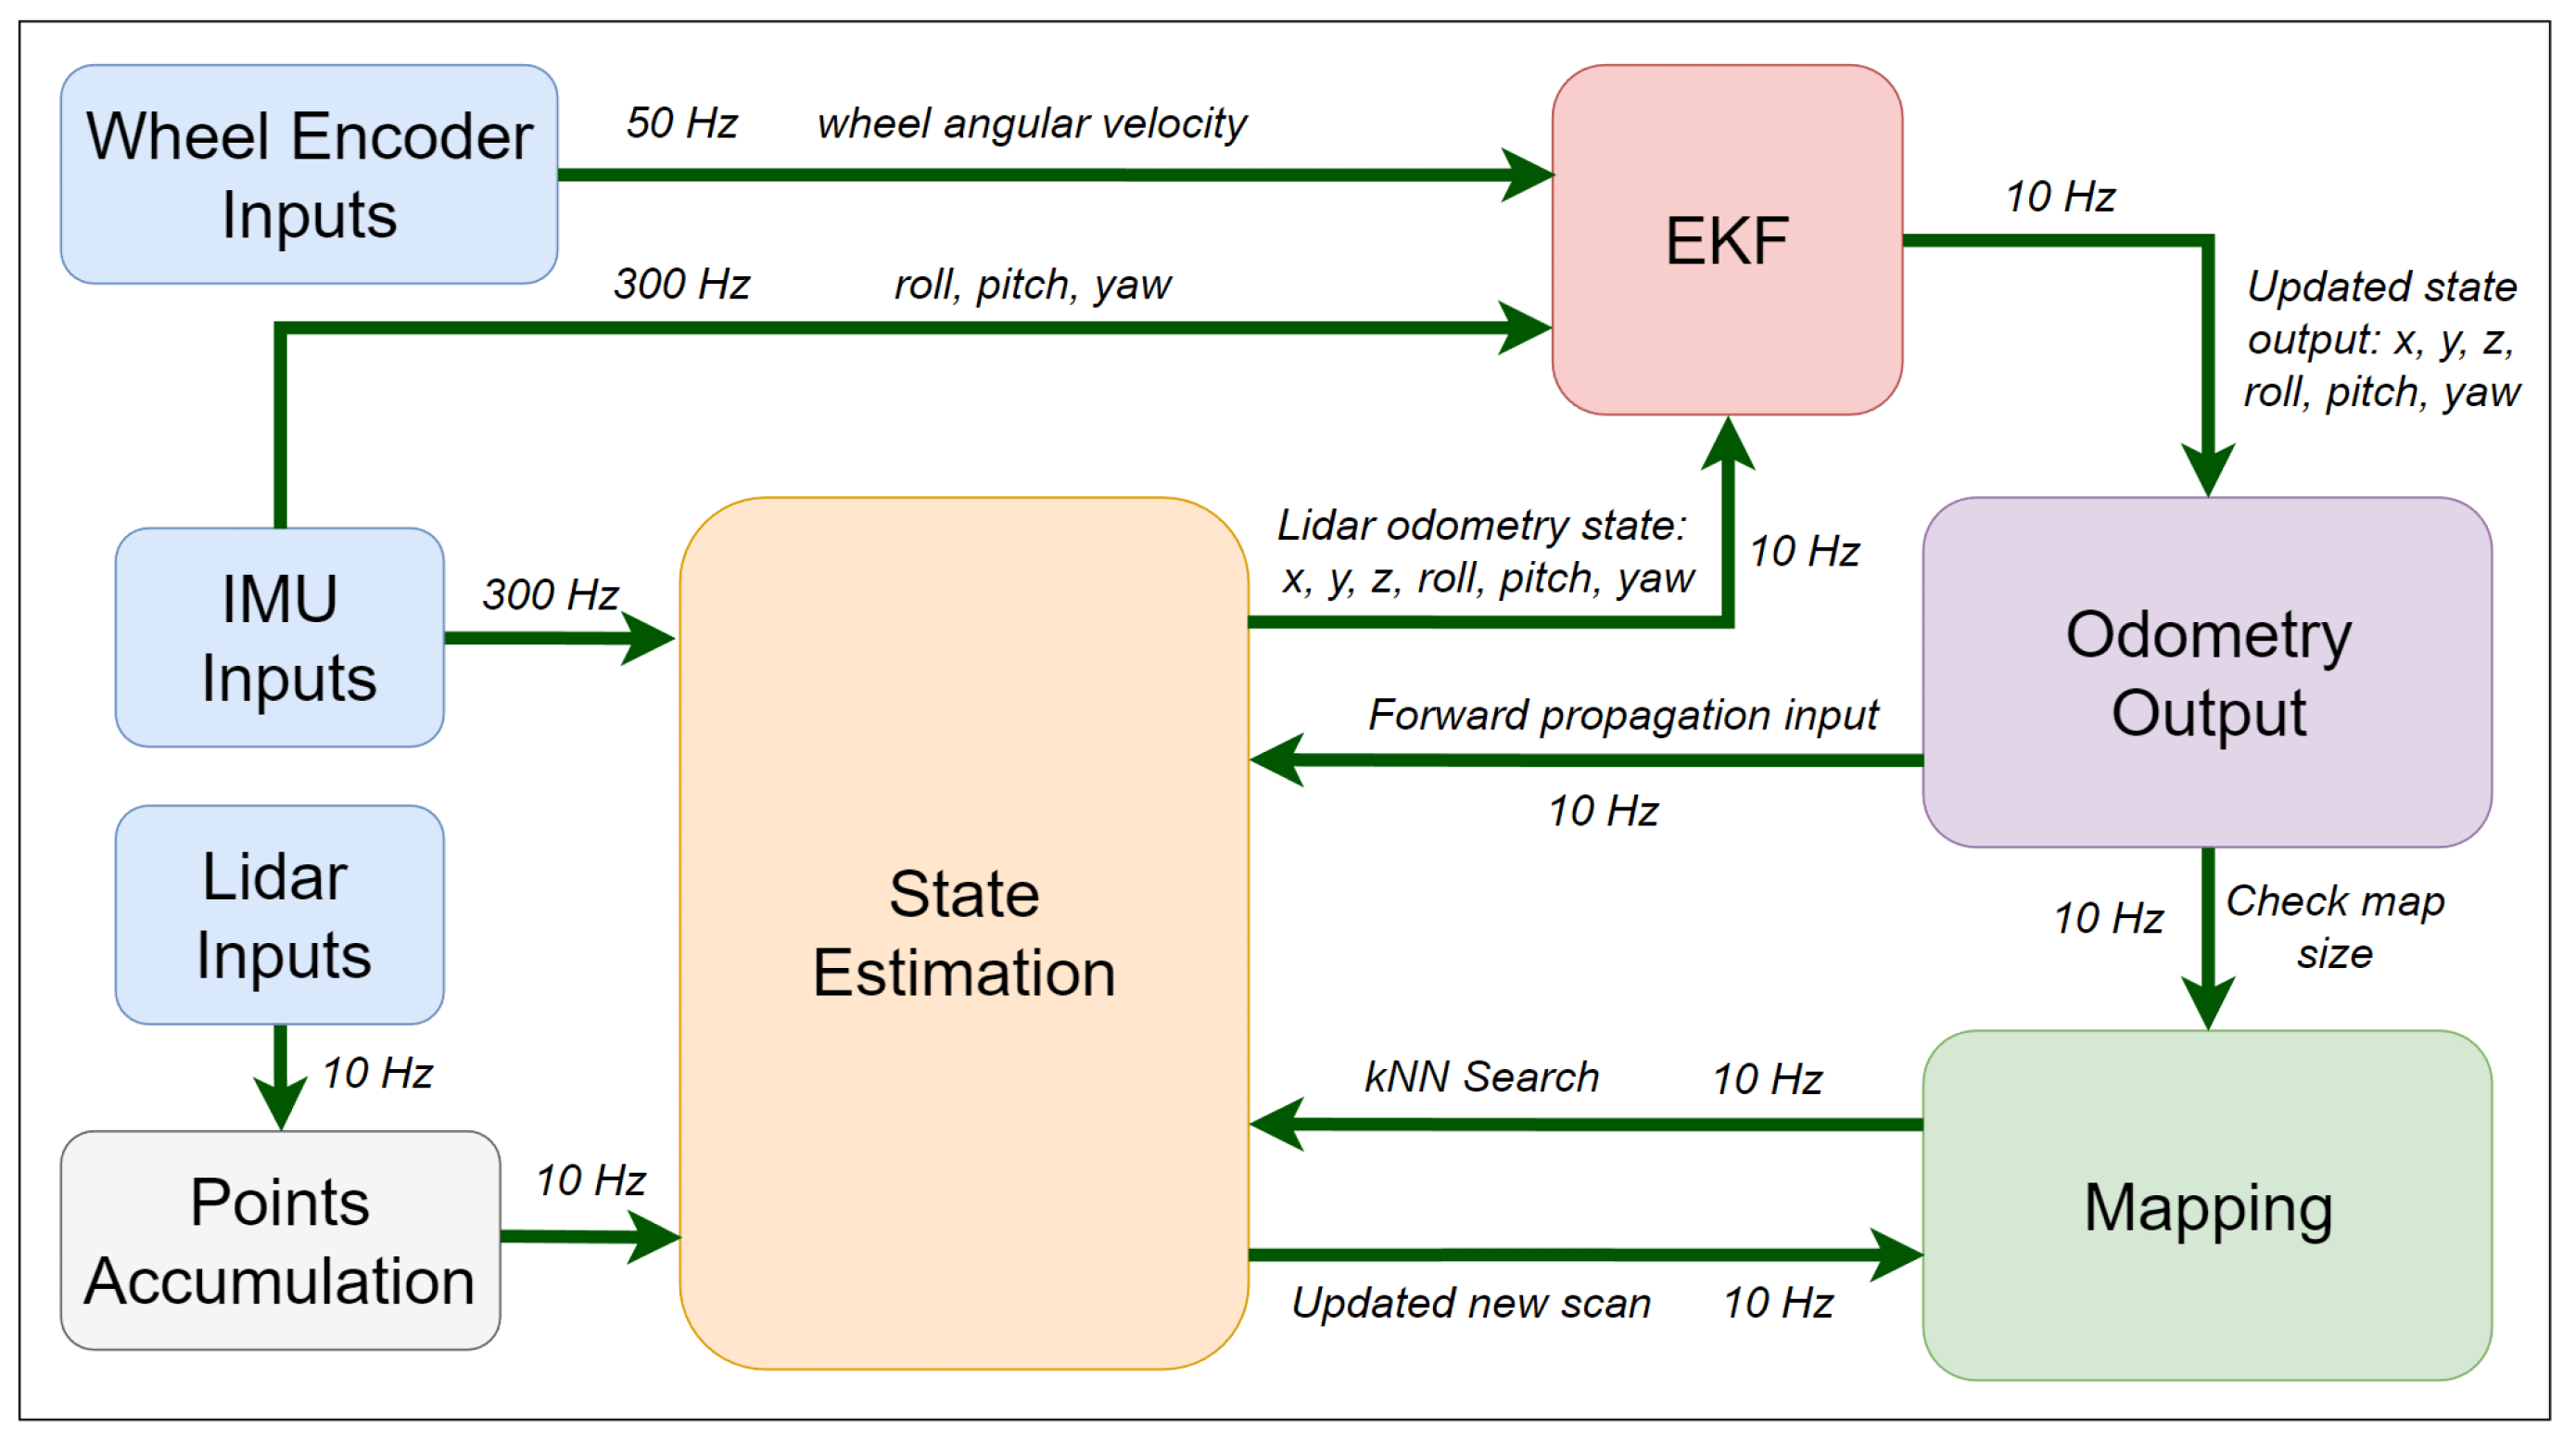 Wheel Encoder
Inputs
50 Hz
wheel angular velocity
300 Hz
roll, pitch, yaw
EKF
10 Hz
Updated state
output: x, y, z,
roll, pitch, yaw
IMU
Inputs
300 Hz
Lidar odometry state:
x, y, z, roll, pitch, yaw
10 Hz
Odometry
Output
Forward propagation input
10 Hz
Lidar
Inputs
State
Estimation
10 Hz
Check map
size
10 Hz
kNN Search
10 Hz
Points
Accumulation
10 Hz
Mapping
Updated new scan
10 Hz